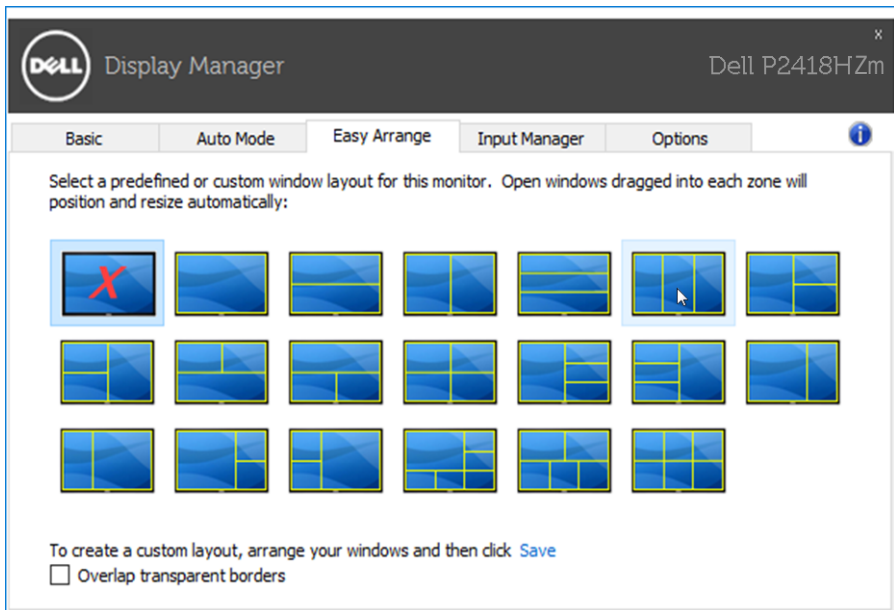 x
DELL
Display Manager
Dell P2418HZm
Basic
Auto Mode
Easy Arrange
Input Manager
Options
i
Select a predefined or custom window layout for this monitor. Open windows dragged into each zone will
position and resize automatically:
X
To create a custom layout, arrange your windows and then click Save
Overlap transparent borders